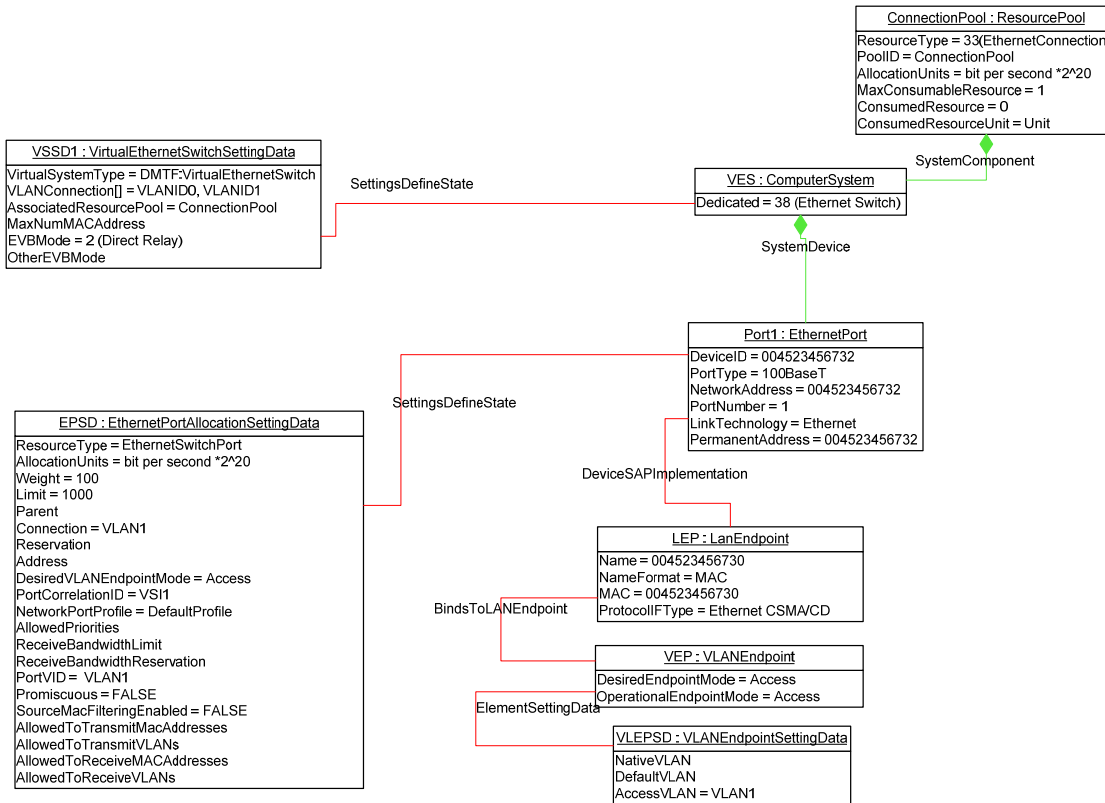 ConnectionPool : ResourcePool
ResourceType = 33(EthernetConnection
PoolID = ConnectionPool
AllocationUnits = bit per second *2^20
MaxConsumableResource = 1
ConsumedResource = 0
ConsumedResourceUnit = Unit
SystemComponent
VSSD1 : VirtualEthernetSwitchSettingData
VirtualSystemType = DMTF:VirtualEthernetSwitch
VLANConnection[] = VLANID0, VLANID1
AssociatedResourcePool = ConnectionPool
MaxNumMACAddress
EVBMode = 2 (Direct Relay)
OtherEVBMode
SettingsDefineState
VES : ComputerSystem
Dedicated = 38 (Ethernet Switch)
SystemDevice
Port1 : EthernetPort
DeviceID = 004523456732
PortType = 100BaseT
NetworkAddress = 004523456732
PortNumber = 1
LinkTechnology = Ethernet
PermanentAddress = 004523456732
SettingsDefineState
EPSD : EthernetPortAllocationSettingData
ResourceType = EthernetSwitchPort
AllocationUnits = bit per second *2^20
Weight = 100
Limit = 1000
Parent
Connection = VLAN1
Reservation
Address
DesiredVLANEndpointMode = Access
PortCorrelationID = VSI1
NetworkPortProfile = DefaultProfile
AllowedPriorities
ReceiveBandwidthLimit
ReceiveBandwidthReservation
PortVID = VLAN1
Promiscuous = FALSE
SourceMacFilteringEnabled = FALSE
AllowedToTransmitMacAddresses
AllowedToTransmitVLANs
AllowedToReceiveMACAddresses
AllowedToReceiveVLANs
DeviceSAPImplementation
LEP : LanEndpoint
Name = 004523456730
NameFormat = MAC
MAC = 004523456730
ProtocolIFType = Ethernet CSMA/CD
BindsToLANEndpoint
VEP : VLANEndpoint
DesiredEndpointMode = Access
OperationalEndpointMode = Access
ElementSettingData
VLEPSD : VLANEndpointSettingData
NativeVLAN
DefaultVLAN
AccessVLAN = VLAN1